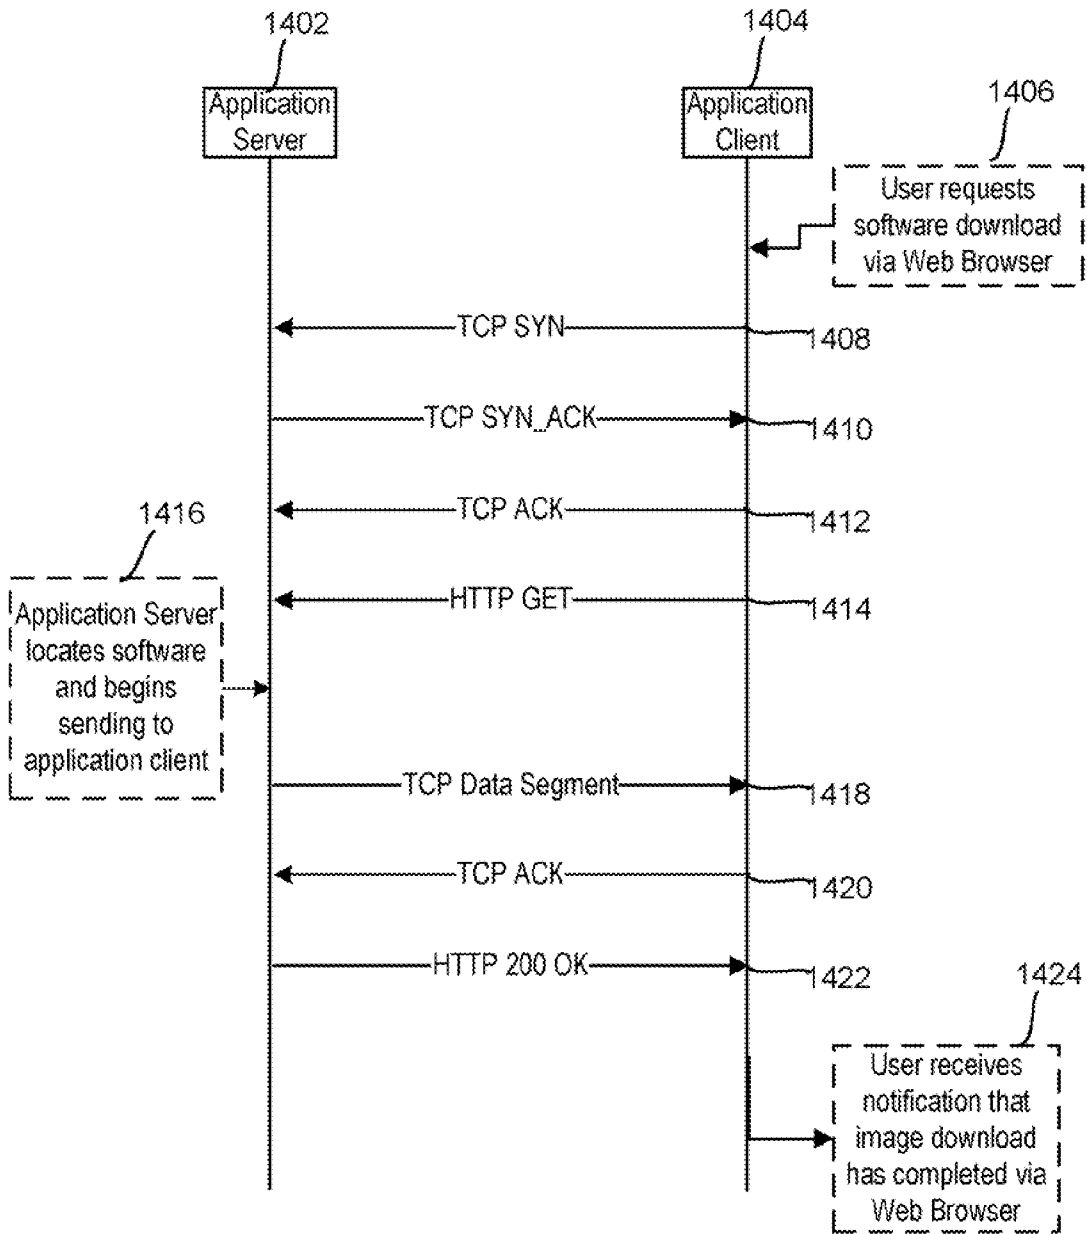 1402
1404
Application
Server
Application
Client
1406
User requests
software download
via Web Browser
TCP SYN
1408
TCP SYN_ACK
1410
TCP ACK
1412
HTTP GET
1414
1416
Application Server
locates software
and begins
sending to
application client
TCP Data Segment
1418
TCP ACK
1420
HTTP 200 OK
1422
1424
User receives
notification that
image download
has completed via
Web Browser